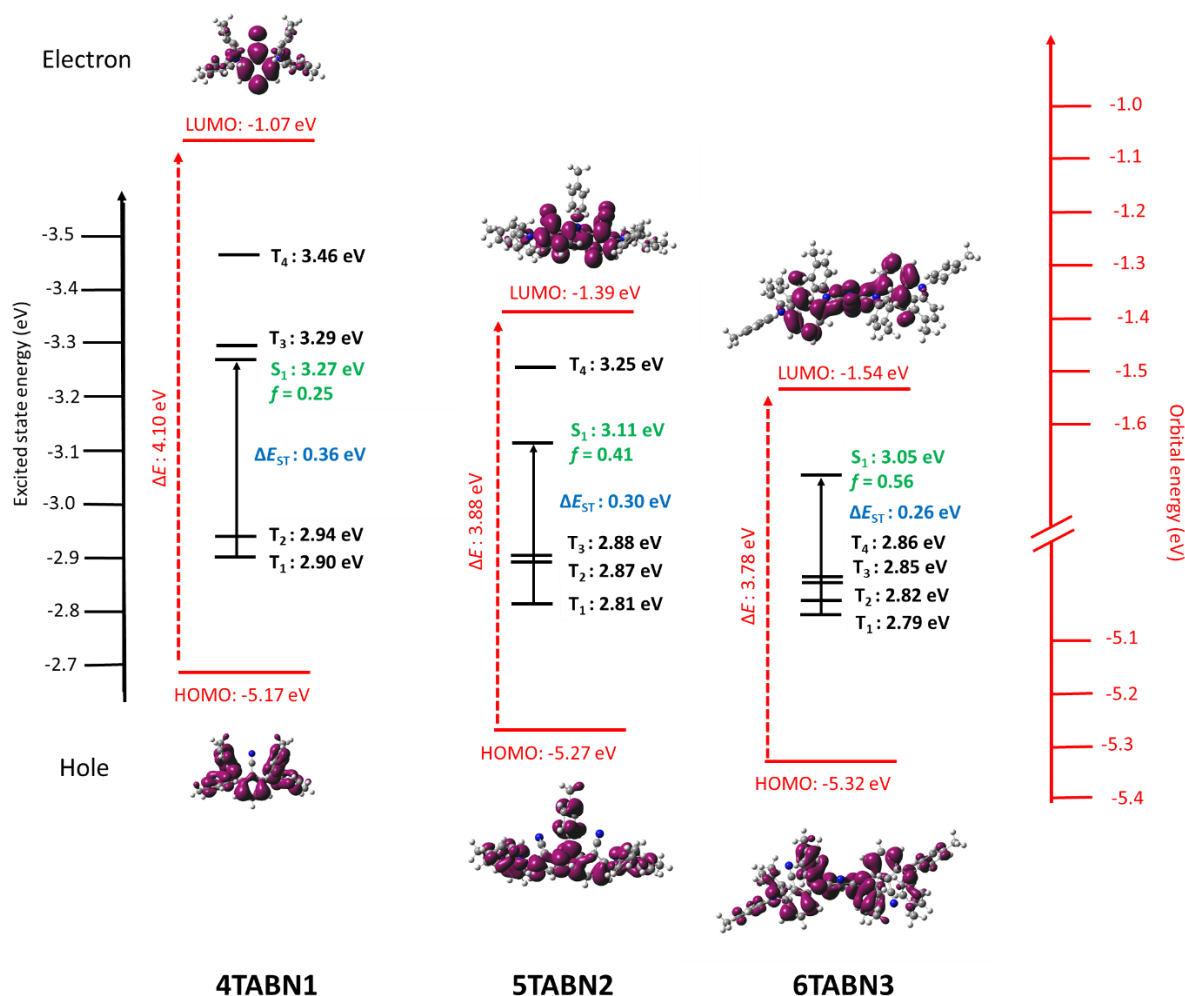 Electron
LUMO: -1.07 eV
ΔE: 4.10 eV
T4 : 3.46 eV
T3 : 3.29 eV
S1 : 3.27 eV
f = 0.25
ΔEST : 0.36 eV
T2 : 2.94 eV
T1 : 2.90 eV
HOMO: -5.17 eV
Hole
4TABN1
Excited state energy (eV)
-3.5
-3.4
-3.3
-3.2
-3.1
-3.0
-2.9
-2.8
-2.7
LUMO: -1.39 eV
ΔE: 3.88 eV
T4 : 3.25 eV
S1 : 3.11 eV
f = 0.41
ΔEST : 0.30 eV
T3 : 2.88 eV
T2 : 2.87 eV
T1 : 2.81 eV
HOMO: -5.27 eV
5TABN2
LUMO: -1.54 eV
ΔE: 3.78 eV
S1 : 3.05 eV
f = 0.56
ΔEST : 0.26 eV
T4 : 2.86 eV
T3 : 2.85 eV
T2 : 2.82 eV
T1 : 2.79 eV
HOMO: -5.32 eV
6TABN3
-1.0
-1.1
-1.2
-1.3
-1.4
-1.5
-1.6
-5.1
-5.2
-5.3
-5.4
Orbital energy (eV)